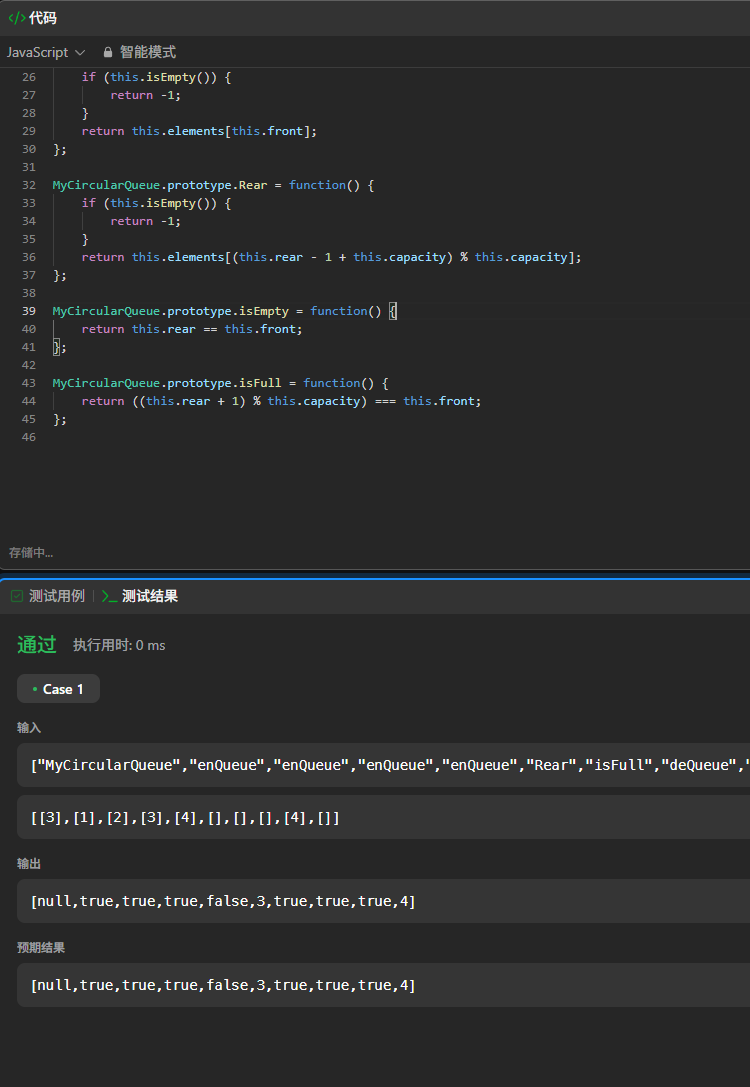 </> 代码
JavaScript 智能模式
26 if (this.isEmpty()) {
27 return -1;
28 }
29 return this.elements[this.front];
30 };
31
32 MyCircularQueue.prototype.Rear = function() {
33 if (this.isEmpty()) {
34 return -1;
35 }
36 return this.elements[(this.rear - 1 + this.capacity) % this.capacity];
37 };
38
39 MyCircularQueue.prototype.isEmpty = function() {
40 return this.rear == this.front;
41 };
42
43 MyCircularQueue.prototype.isFull = function() {
44 return ((this.rear + 1) % this.capacity) === this.front;
45 };
46
存储中...
测试用例 | >_ 测试结果
通过 执行用时: 0 ms
• Case 1
输入
["MyCircularQueue","enQueue","enQueue","enQueue","enQueue","Rear","isFull","deQueue","
[[3],[1],[2],[3],[4],[],[],[],[4],[]]
输出
[null,true,true,true,false,3,true,true,true,4]
预期结果
[null,true,true,true,false,3,true,true,true,4]